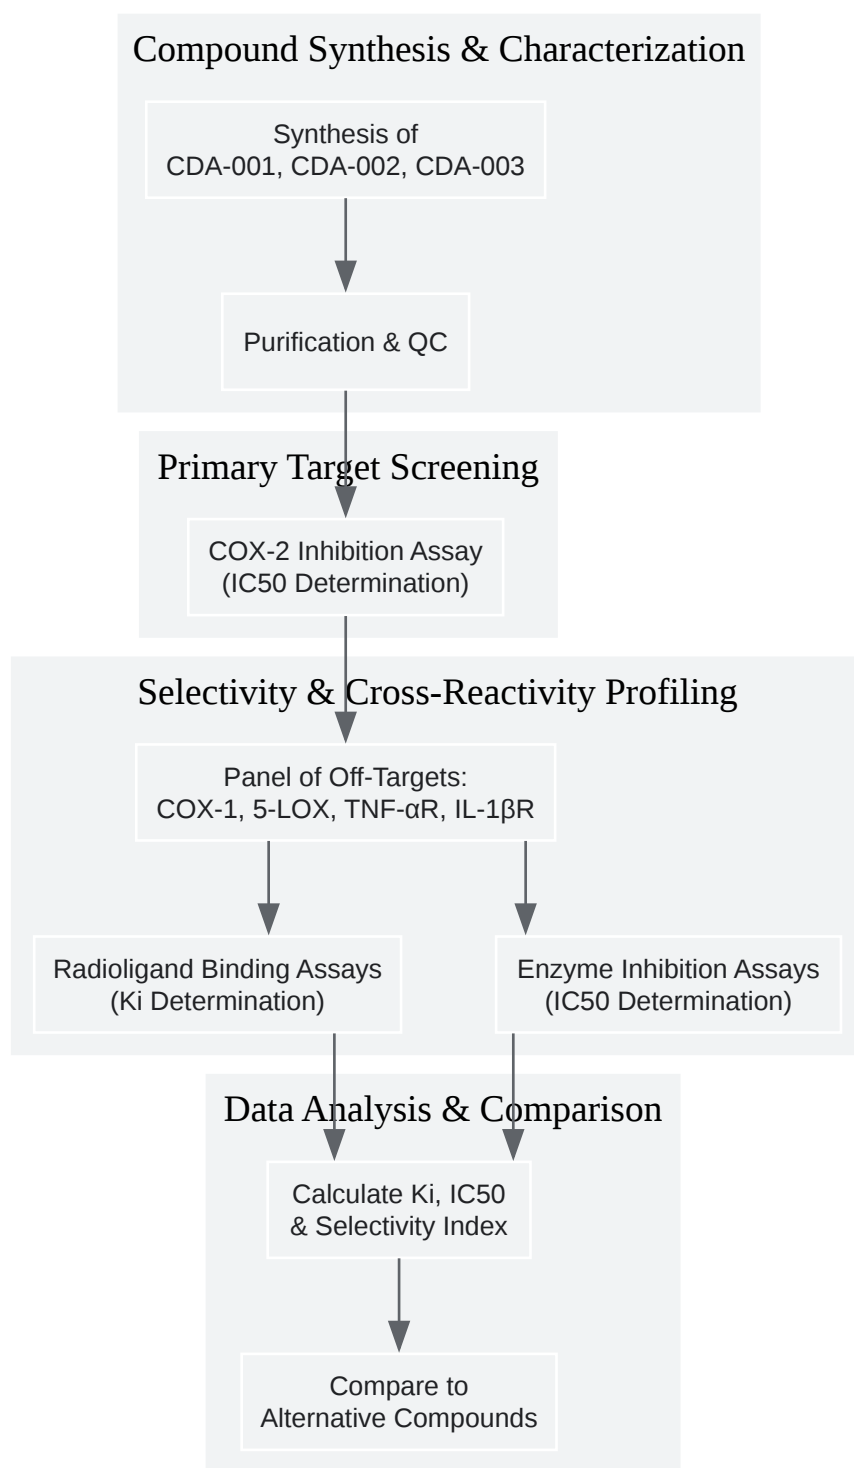 Compound Synthesis & Characterization
Synthesis of
CDA-001, CDA-002, CDA-003
Purification & QC
Primary Target Screening
COX-2 Inhibition Assay
(IC50 Determination)
Selectivity & Cross-Reactivity Profiling
Panel of Off-Targets:
COX-1, 5-LOX, TNF-αR, IL-1βR
Radioligand Binding Assays
(Ki Determination)
Enzyme Inhibition Assays
(IC50 Determination)
Data Analysis & Comparison
Calculate Ki, IC50
& Selectivity Index
Compare to
Alternative Compounds